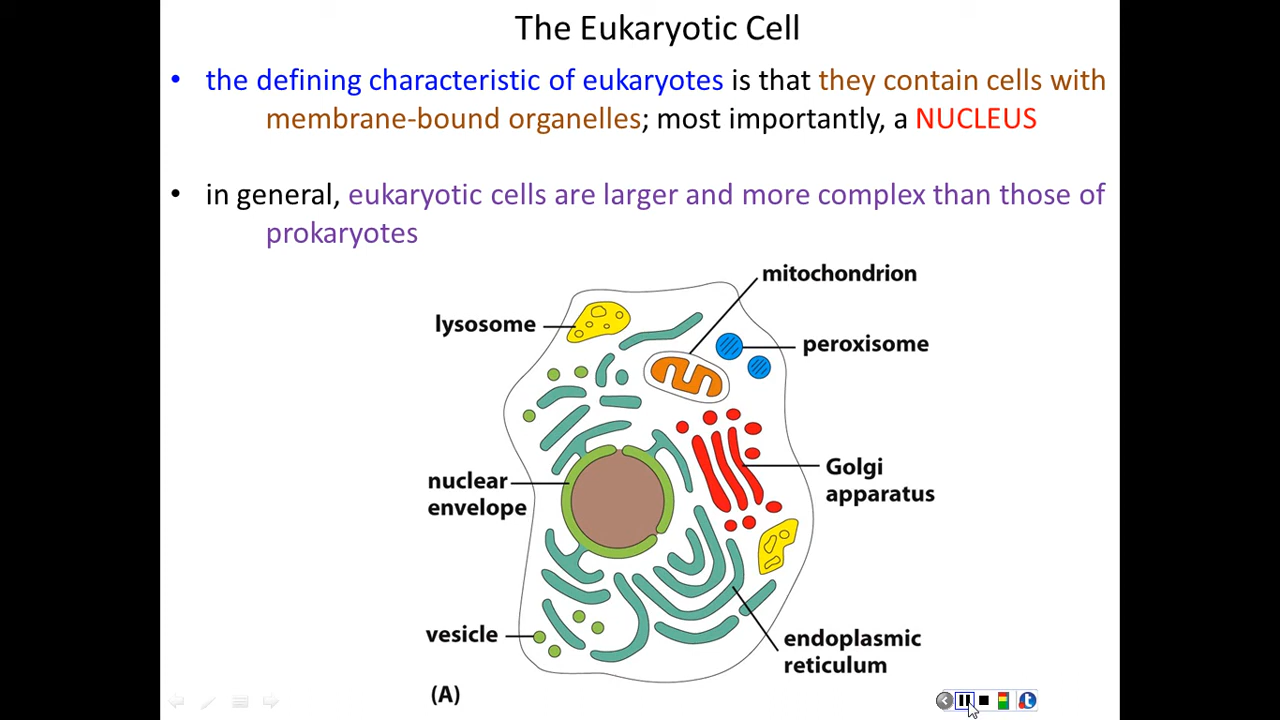 The Eukaryotic Cell
• the defining characteristic of eukaryotes is that they contain cells with
membrane-bound organelles; most importantly, a NUCLEUS
• in general, eukaryotic cells are larger and more complex than those of
prokaryotes
mitochondrion
lysosome
peroxisome
Golgi
apparatus
nuclear
envelope
vesicle
endoplasmic
reticulum
(A)